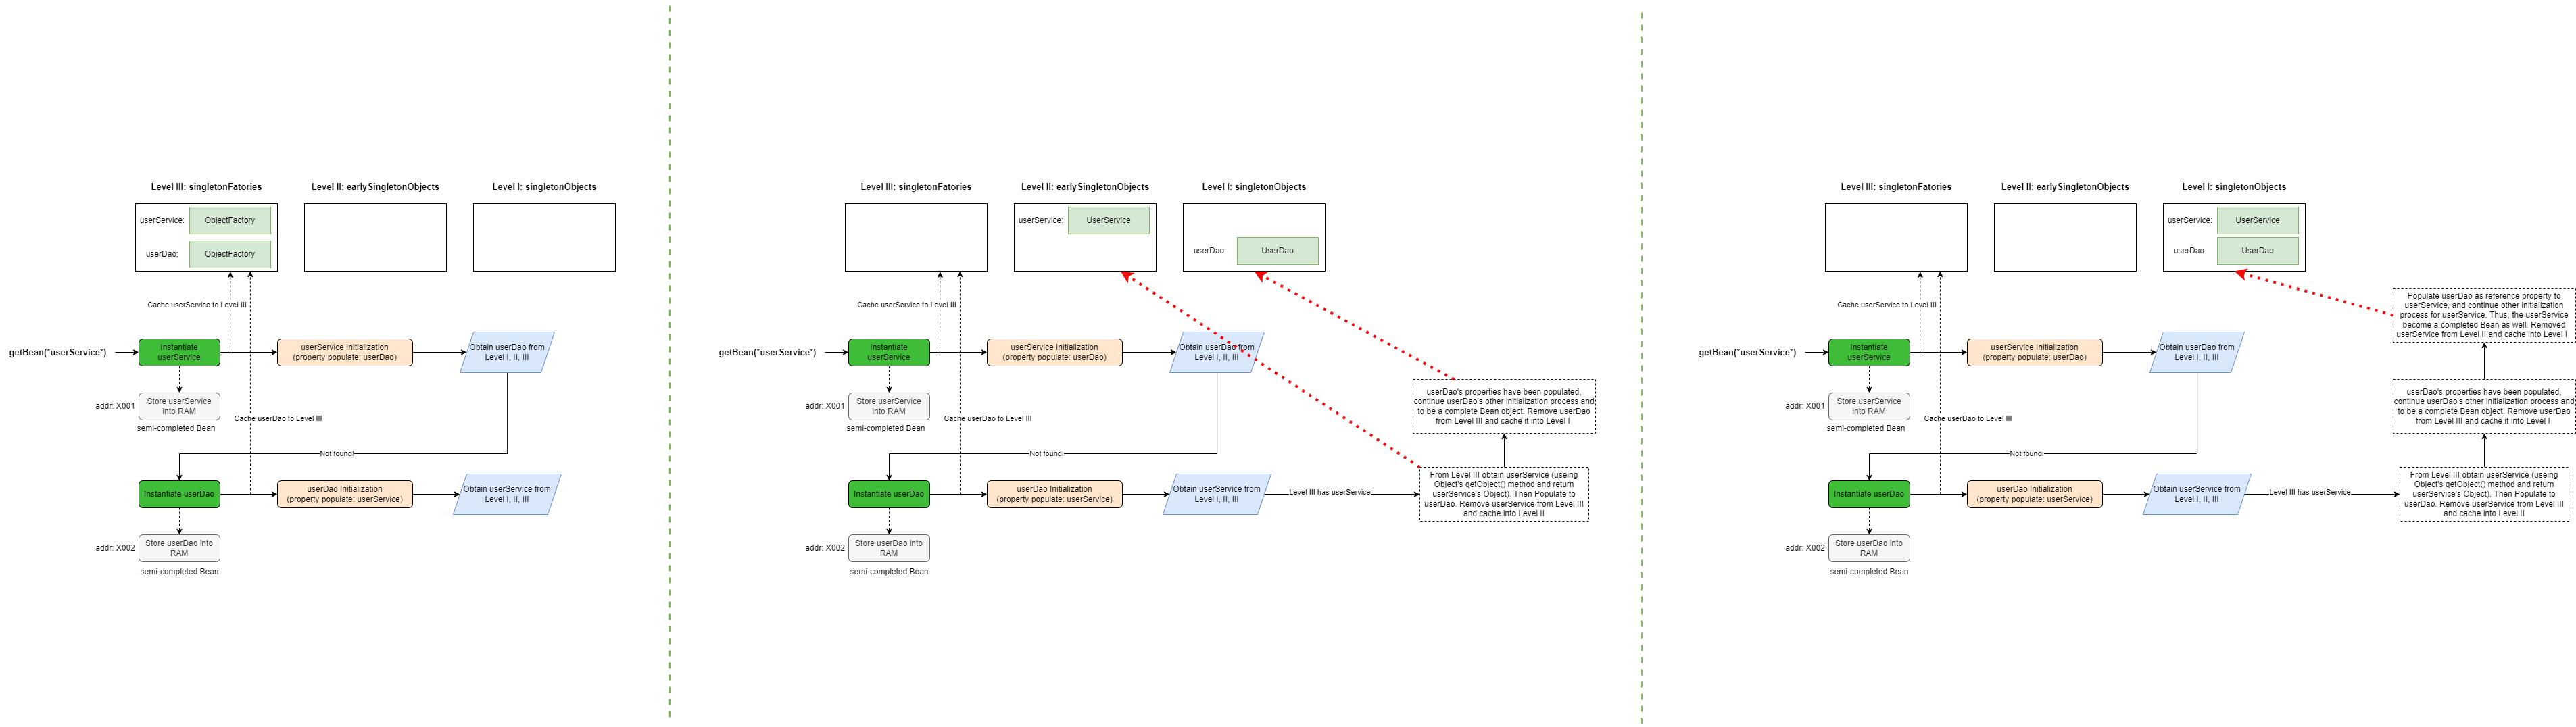 Level III: singletonFatories
Level II: earlySingletonObjects
Level I: singletonObjects
userService:
ObjectFactory
userDao:
ObjectFactory
Cache userService to Level III
getBean(*userService*)
Instantiate
userService
userService Initialization
(property populate: userDao)
Obtain userDao from
Level I, II, III
addr: X001
Store userService
into RAM
semi-completed Bean
Cache userDao to Level III
Not found!
Instantiate userDao
userDao Initialization
(property populate: userService)
Obtain userService from
Level I, II, III
addr: X002
Store userDao into
RAM
semi-completed Bean
Level III: singletonFatories
Level II: earlySingletonObjects
Level I: singletonObjects
userService:
UserService
userDao:
UserDao
Cache userService to Level III
getBean(*userService*)
Instantiate
userService
userService Initialization
(property populate: userDao)
Obtain userDao from
Level I, II, III
addr: X001
Store userService
into RAM
semi-completed Bean
Cache userDao to Level III
userDao's properties have been populated,
continue userDao's other initialization process and
to be a complete Bean object. Remove userDao
from Level III and cache it into Level I
Not found!
Instantiate userDao
userDao Initialization
(property populate: userService)
Obtain userService from
Level I, II, III
Level III has userService
From Level III obtain userService (useing
Object's getObject() method and return
userService's Object). Then Populate to
userDao. Remove userService from Level III
and cache into Level II
addr: X002
Store userDao into
RAM
semi-completed Bean
Level III: singletonFatories
Level II: earlySingletonObjects
Level I: singletonObjects
userService:
UserService
userDao:
UserDao
Cache userService to Level III
Populate userDao as reference property to
userService, and continue other initialization
process for userService. Thus, the userService
become a completed Bean as well. Removed
userService from Level II and cache into Level I
getBean(*userService*)
Instantiate
userService
userService Initialization
(property populate: userDao)
Obtain userDao from
Level I, II, III
addr: X001
Store userService
into RAM
semi-completed Bean
Cache userDao to Level III
userDao's properties have been populated,
continue userDao's other initialization process and
to be a complete Bean object. Remove userDao
from Level III and cache it into Level I
Not found!
Instantiate userDao
userDao Initialization
(property populate: userService)
Obtain userService from
Level I, II, III
Level III has userService
From Level III obtain userService (useing
Object's getObject() method and return
userService's Object). Then Populate to
userDao. Remove userService from Level III
and cache into Level II
addr: X002
Store userDao into
RAM
semi-completed Bean